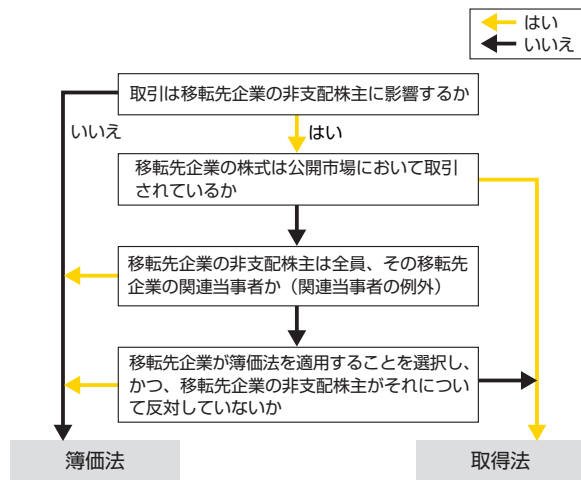 はい
いいえ
取引は移転先企業の非支配株主に影響するか
いいえ
はい
移転先企業の株式は公開市場において取引
されているか
移転先企業の非支配株主は全員、その移転先
企業の関連当事者か（関連当事者の例外）
移転先企業が簿価法を適用することを選択し、
かつ、移転先企業の非支配株主がそれについ
て反対していないか
簿価法
取得法